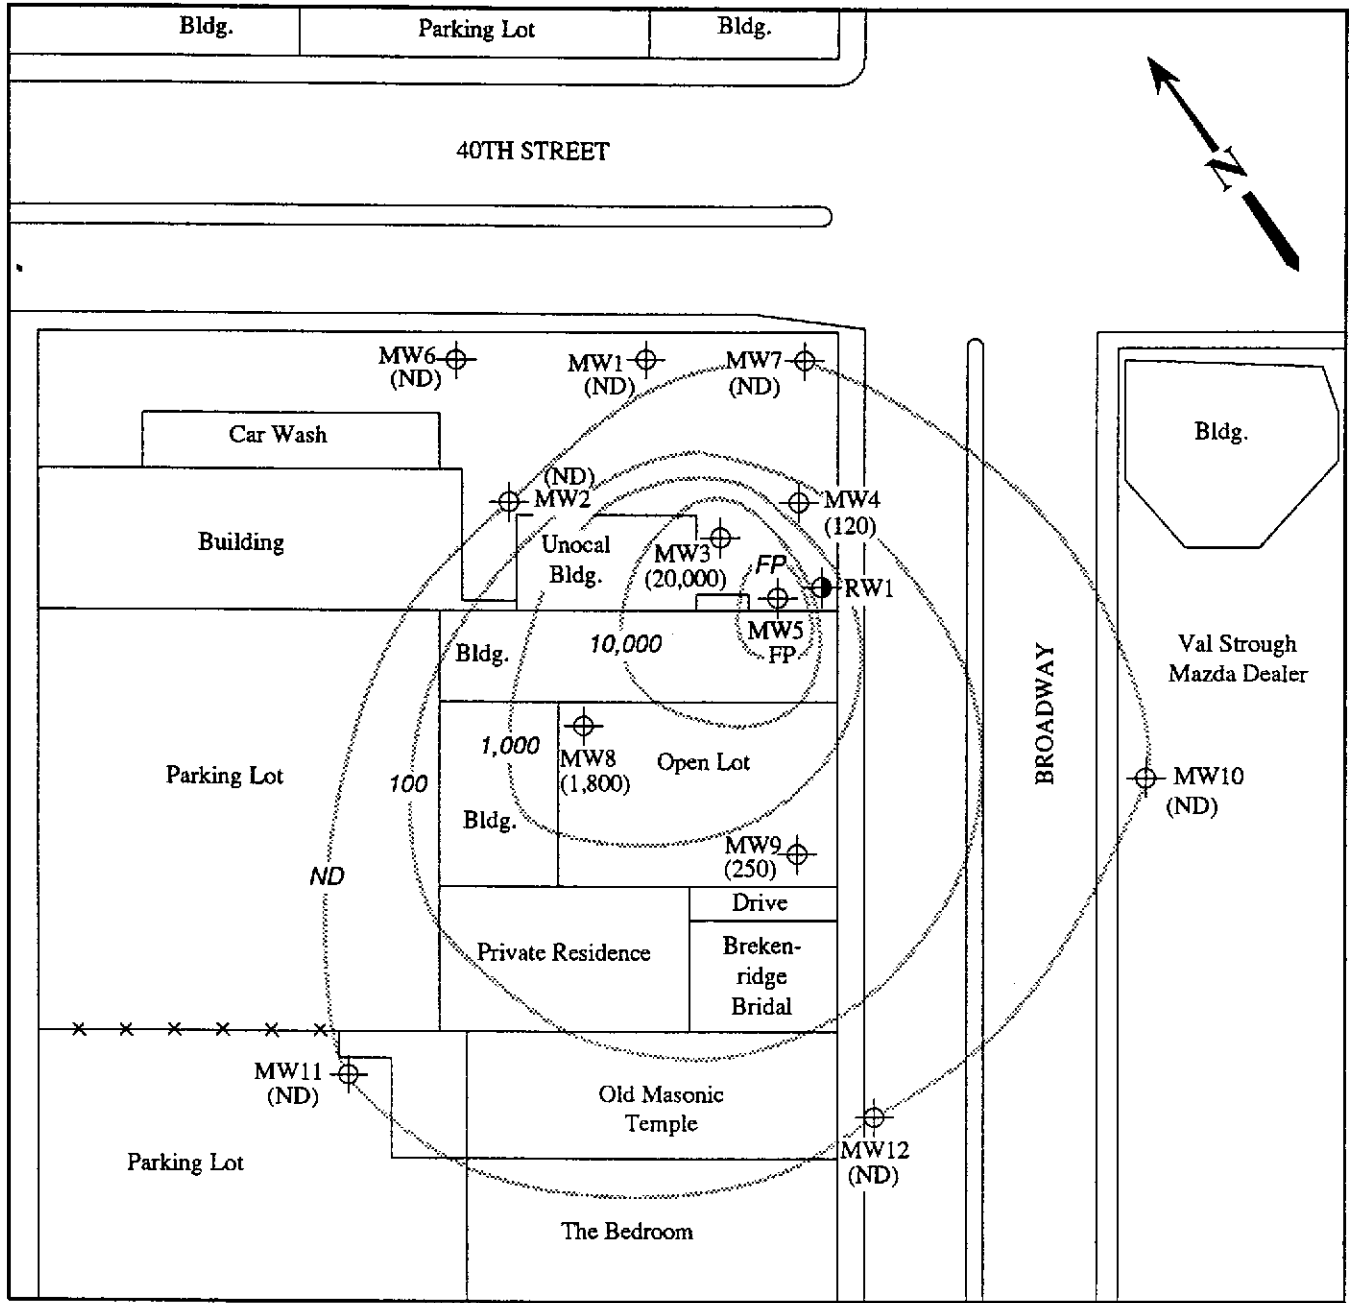 Bldg.
Parking Lot
Bldg.
40TH STREET
N
MW6
(ND)
MW1
(ND)
MW7
(ND)
Car Wash
Bldg.
(ND)
MW2
MW4
(120)
Building
Unocal
Bldg.
MW3
(20,000)
FP
RW1
MW5
FP
10,000
Bldg.
Val Strough
Mazda Dealer
BROADWAY
1,000
MW8
(1,800)
Open Lot
Parking Lot
100
MW10
(ND)
Bldg.
MW9
(250)
ND
Drive
Private Residence
Breken-
ridge
Bridal
MW11
(ND)
Old Masonic
Temple
MW12
(ND)
Parking Lot
The Bedroom